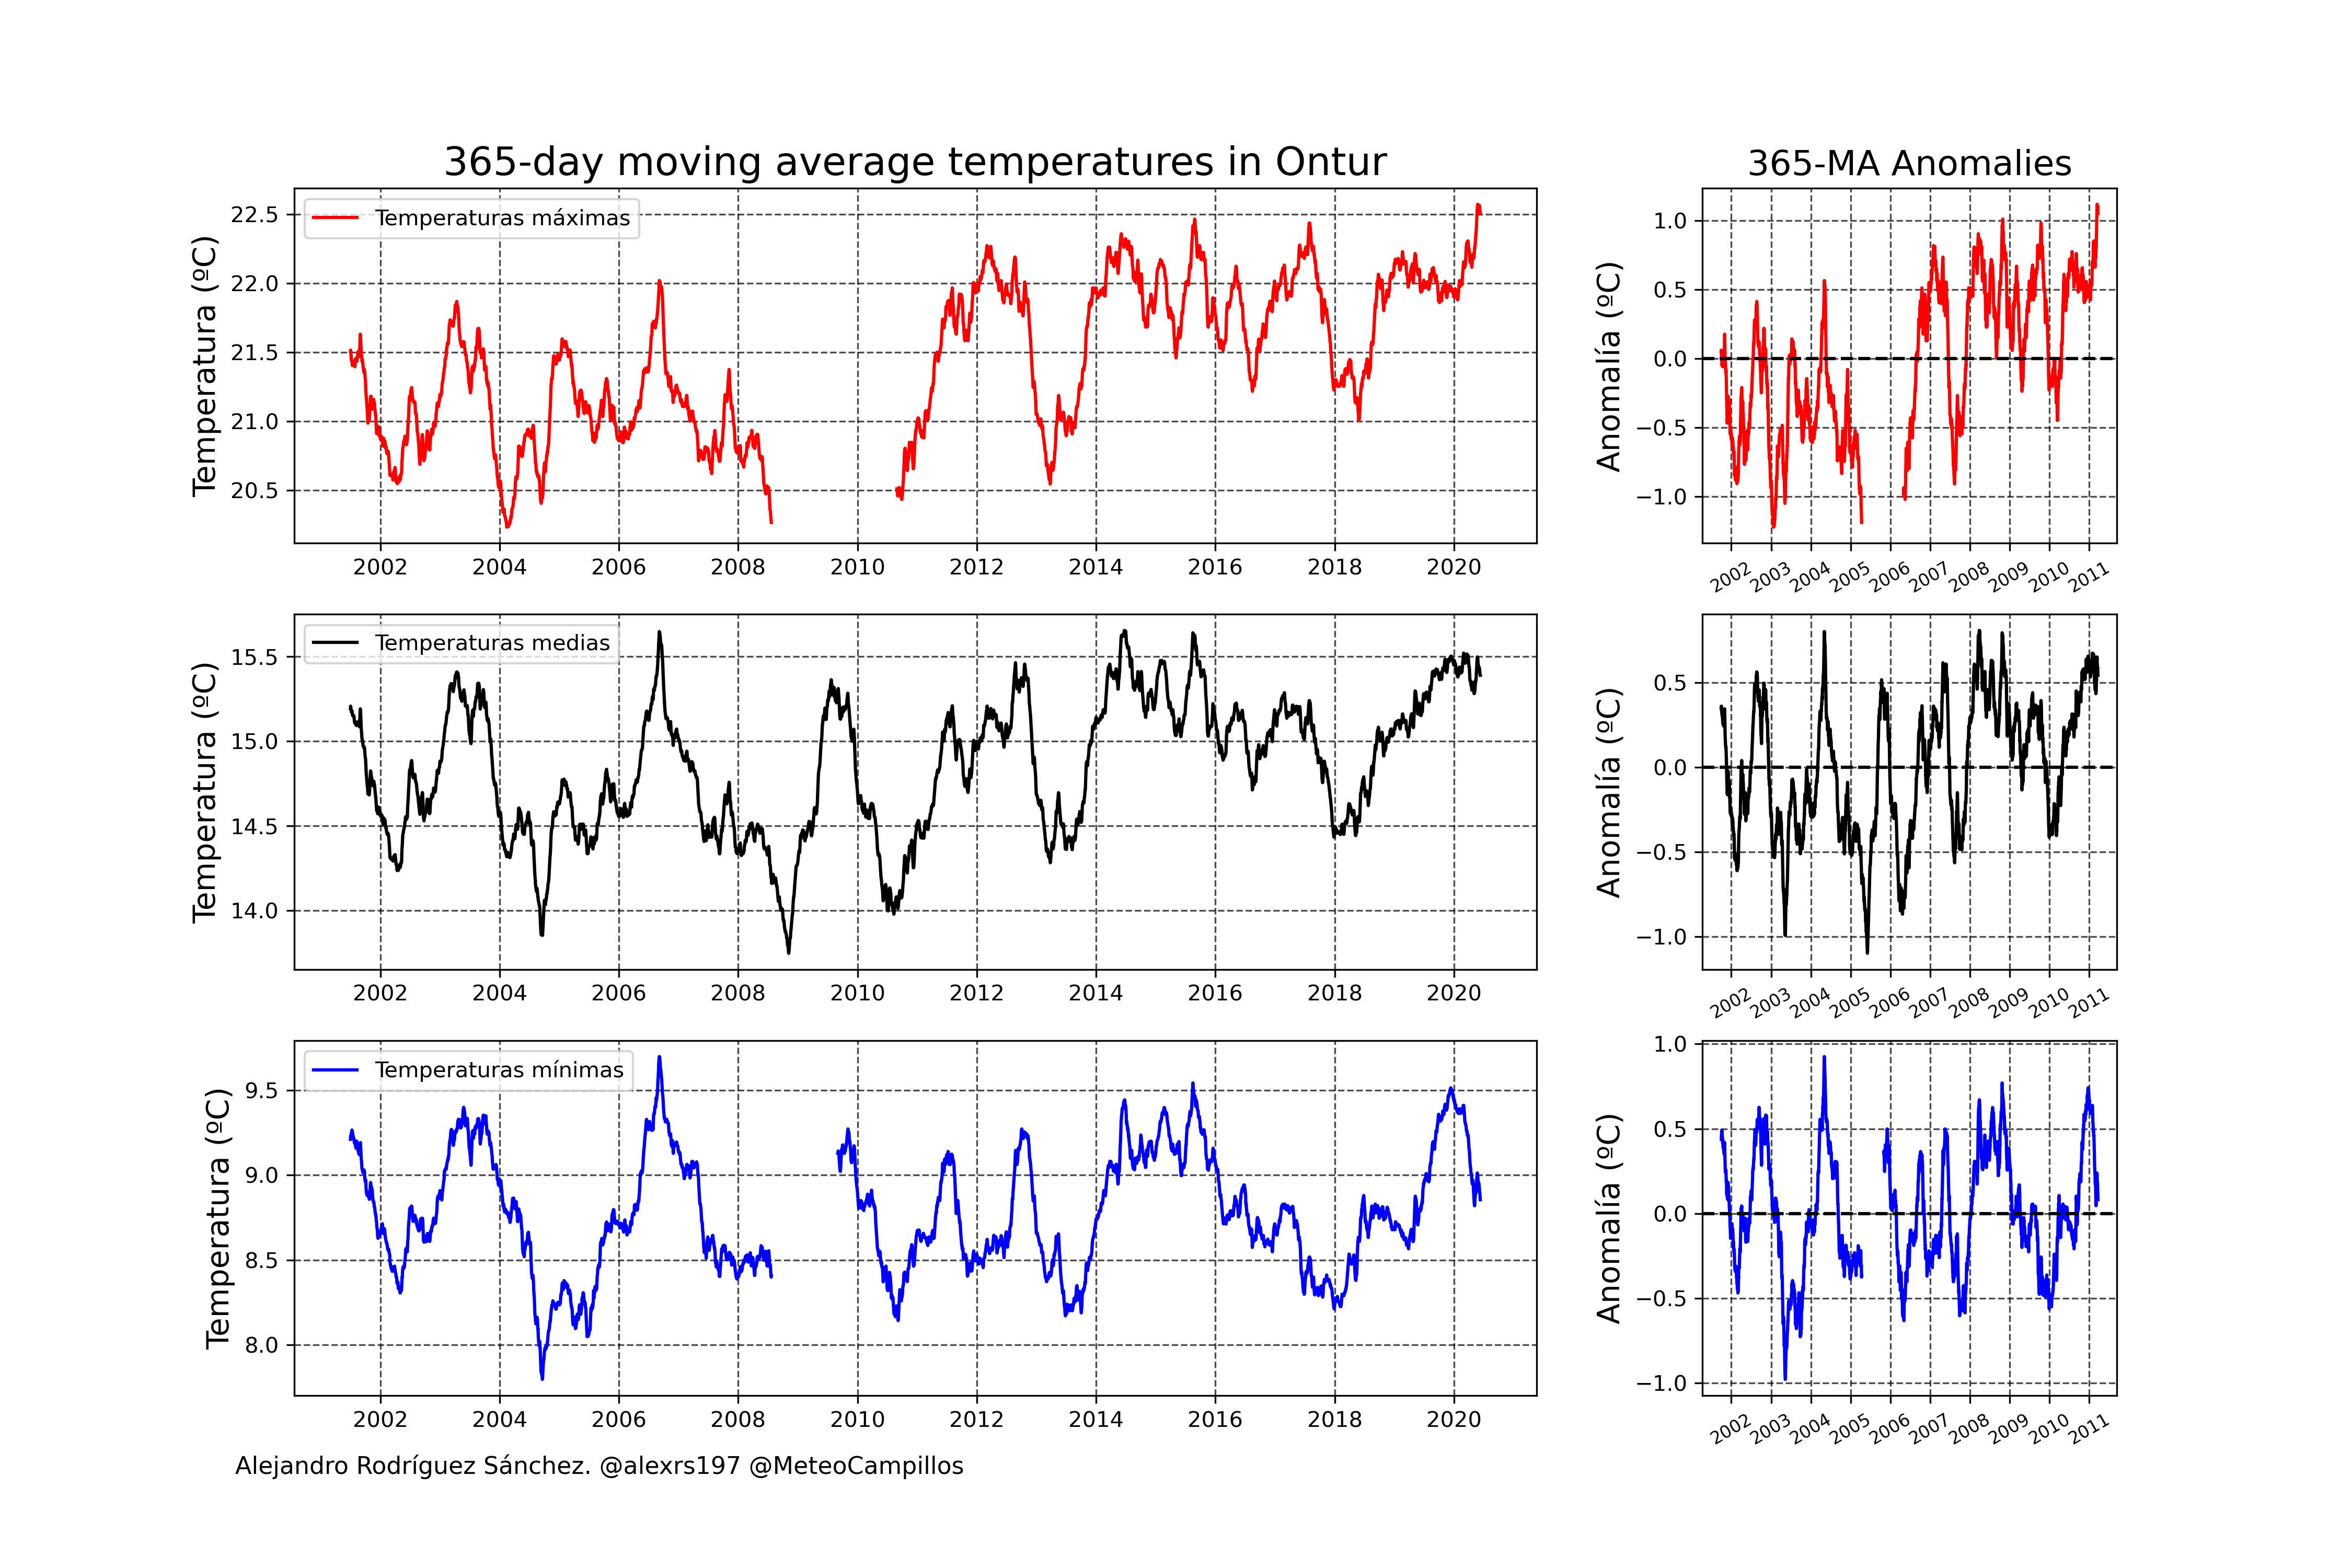 365-day moving average temperatures in Ontur
365-MA Anomalies
Temperatura (ºC)
22.5
22.0
21.5
21.0
20.5
Temperaturas máximas
2002 2004 2006 2008 2010 2012 2014 2016 2018 2020
Anomalía (ºC)
1.0
0.5
0.0
−0.5
−1.0
2002 2003 2004 2005 2006 2007 2008 2009 2010 2011
Temperatura (ºC)
15.5
15.0
14.5
14.0
Temperaturas medias
2002 2004 2006 2008 2010 2012 2014 2016 2018 2020
Anomalía (ºC)
0.5
0.0
−0.5
−1.0
2002 2003 2004 2005 2006 2007 2008 2009 2010 2011
Temperatura (ºC)
9.5
9.0
8.5
8.0
Temperaturas mínimas
2002 2004 2006 2008 2010 2012 2014 2016 2018 2020
Anomalía (ºC)
1.0
0.5
0.0
−0.5
−1.0
2002 2003 2004 2005 2006 2007 2008 2009 2010 2011
Alejandro Rodríguez Sánchez. @alexrs197 @MeteoCampillos